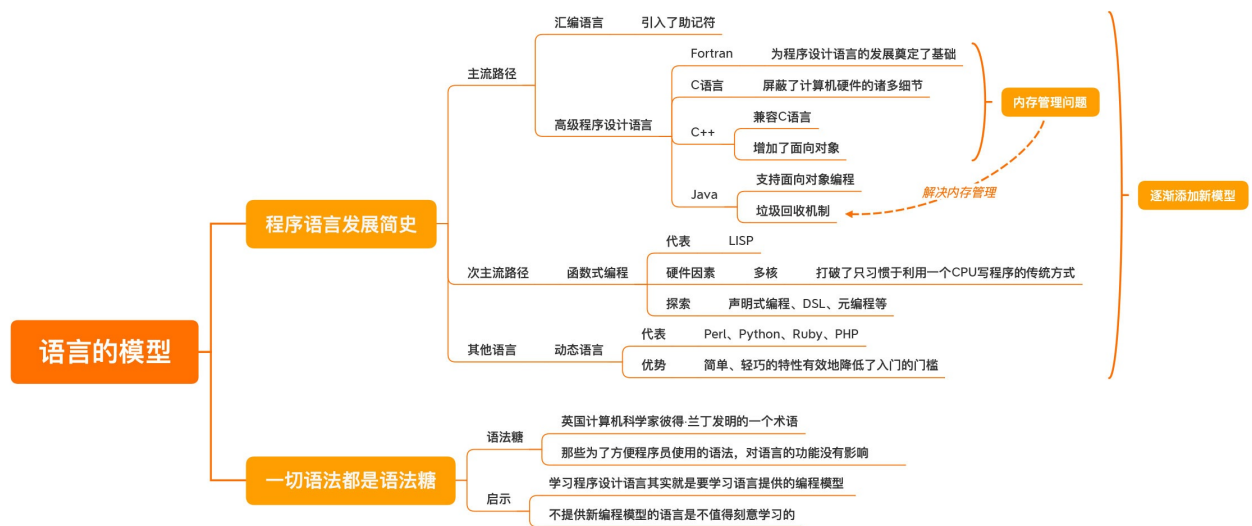 语言的模型
程序语言发展简史
主流路径
汇编语言
引入了助记符
高级程序设计语言
Fortran
为程序设计语言的发展奠定了基础
C语言
屏蔽了计算机硬件的诸多细节
C++
兼容C语言
增加了面向对象
Java
支持面向对象编程
垃圾回收机制
内存管理问题
解决内存管理
次主流路径
函数式编程
代表
LISP
硬件因素
多核
打破了只习惯于利用一个CPU写程序的传统方式
探索
声明式编程、DSL、元编程等
其他语言
动态语言
代表
Perl、Python、Ruby、PHP
优势
简单、轻巧的特性有效地降低了入门的门槛
逐渐添加新模型
一切语法都是语法糖
语法糖
英国计算机科学家彼得·兰丁发明的一个术语
那些为了方便程序员使用的语法，对语言的功能没有影响
启示
学习程序设计语言其实就是要学习语言提供的编程模型
不提供新编程模型的语言是不值得刻意学习的